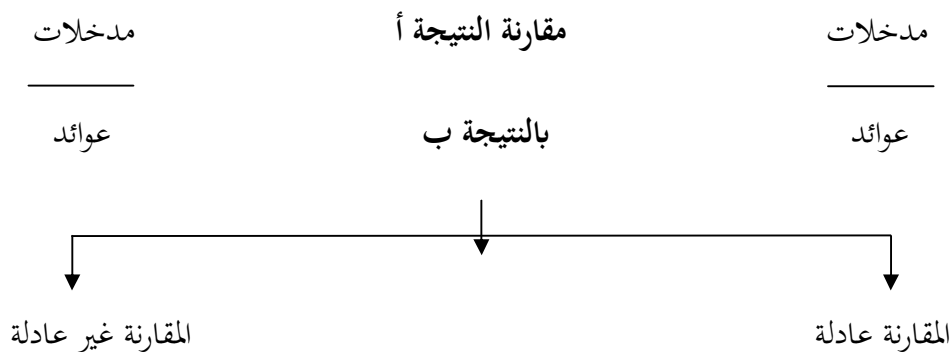 مدخلات مقارنة النتيجة أ مدخلات
عوائد بالنتيجة ب عوائد
المقارنة عادلة المقارنة غير عادلة